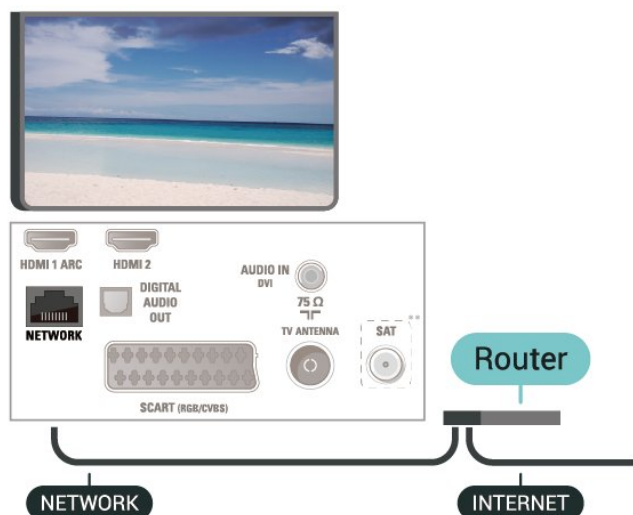 HDMI 1 ARC
HDMI 2
NETWORK
DIGITAL
AUDIO
OUT
AUDIO IN
DVI
75 Ω
TV ANTENNA
SAT
**
SCART (RGB/CVBS)
Router
NETWORK
INTERNET